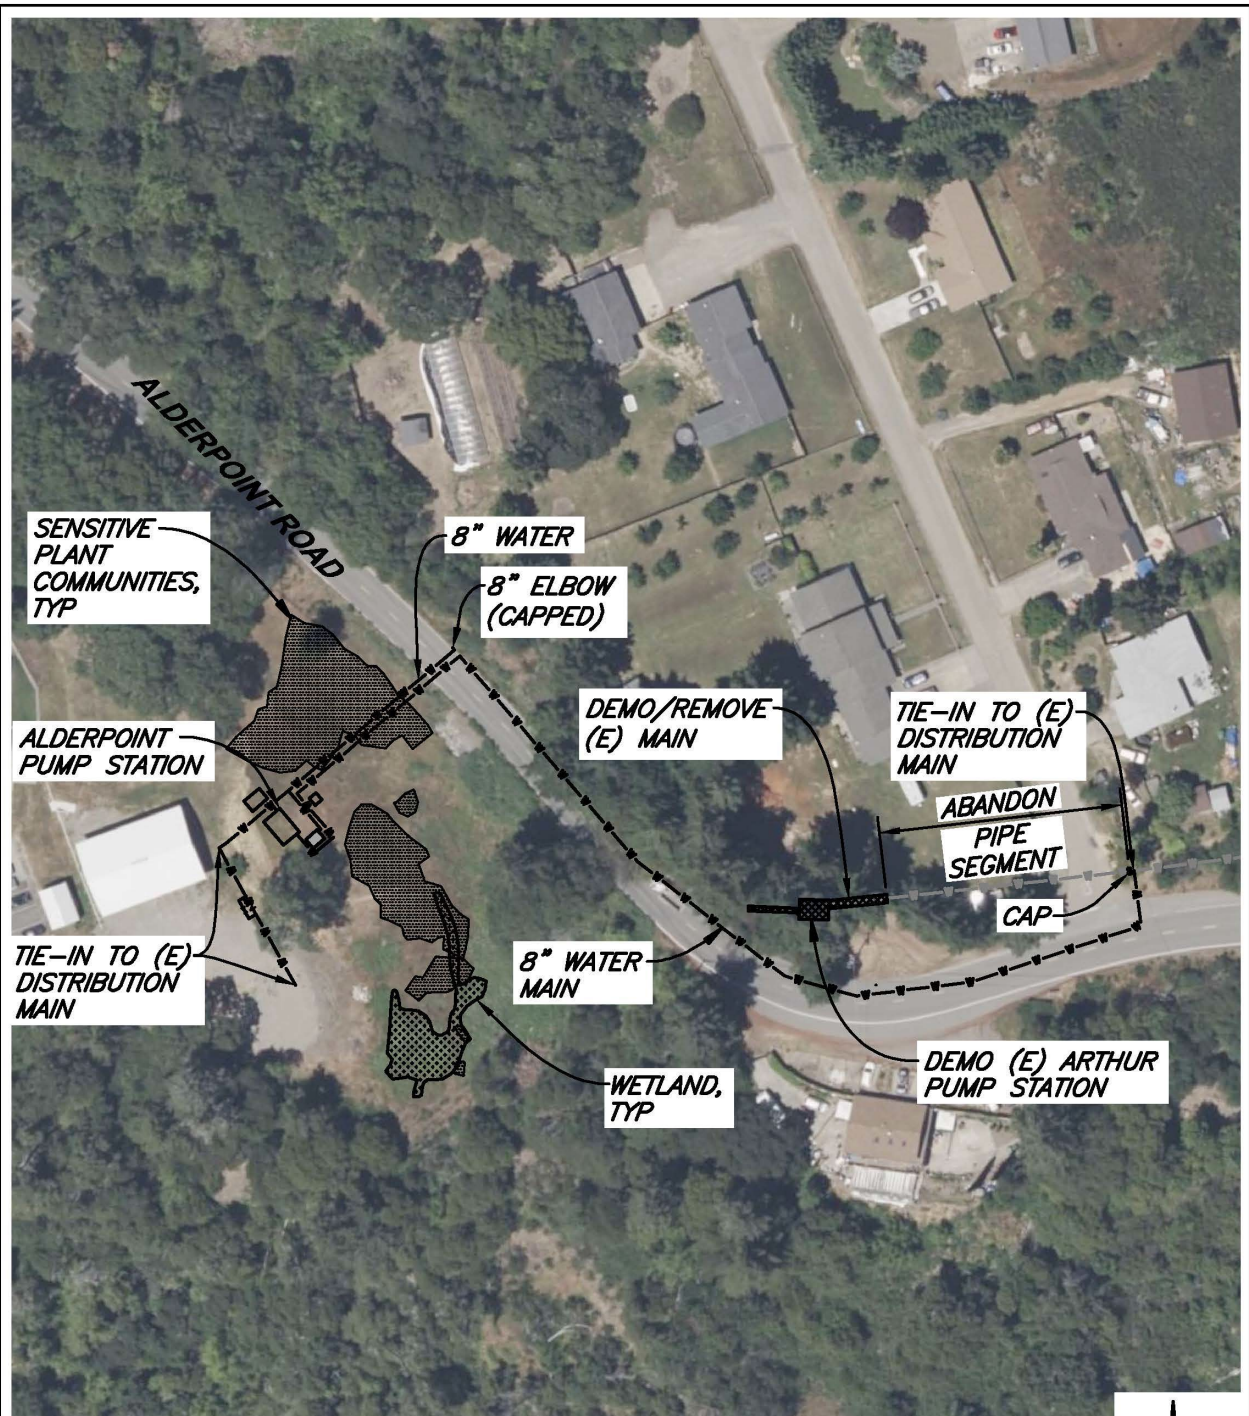 ALDERPOINT ROAD
SENSITIVE
PLANT
COMMUNITIES,
TYP
8" WATER
8" ELBOW
(CAPPED)
ALDERPOINT
PUMP STATION
DEMO/REMOVE
(E) MAIN
TIE-IN TO (E)
DISTRIBUTION
MAIN
ABANDON
PIPE
SEGMENT
CAP
TIE-IN TO (E)
DISTRIBUTION
MAIN
8" WATER
MAIN
DEMO (E) ARTHUR
PUMP STATION
WETLAND,
TYP